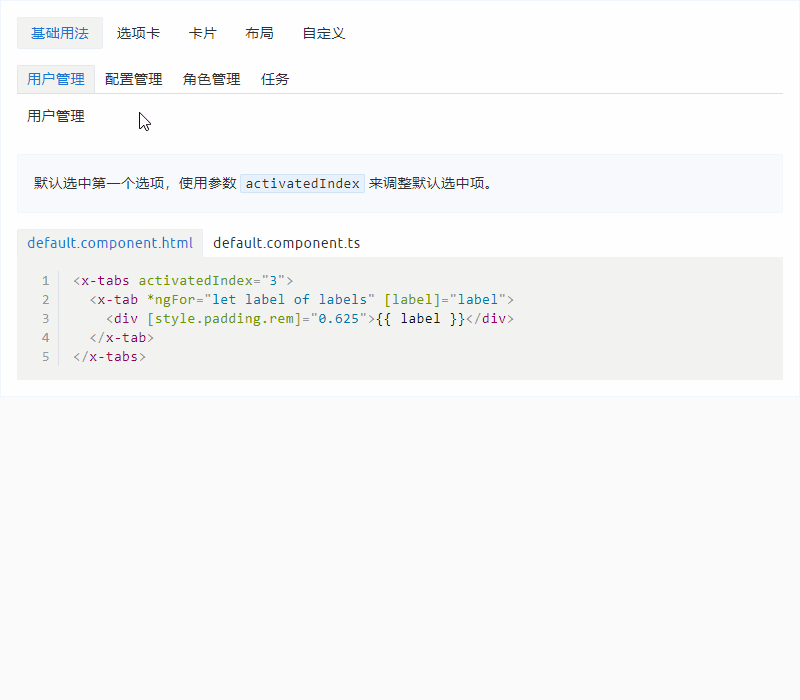 基础用法 选项卡 卡片 布局 自定义
用户管理 配置管理 角色管理 任务
用户管理
默认选中第一个选项，使用参数 activatedIndex 来调整默认选中项。
default.component.html default.component.ts
1 <x-tabs activatedIndex="3">
2 <x-tab *ngFor="let label of labels" [label]="label">
3 <div [style.padding.rem]="0.625">{{ label }}</div>
4 </x-tab>
5 </x-tabs>